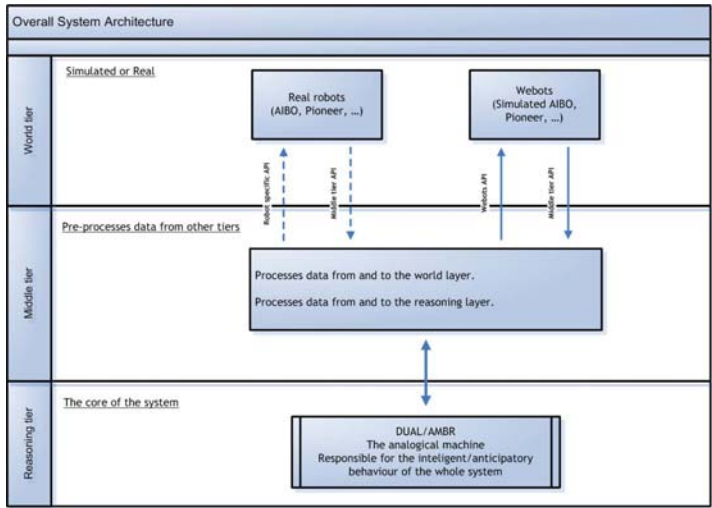 Overall System Architecture
World tier
Simulated or Real
Real robots
(AIBO, Pioneer, ...)
Webots
(Simulated AIBO,
Pioneer, ...)
Robot specific API
Middle tier API
Webots API
Middle tier API
Middle tier
Pre-processes data from other tiers
Processes data from and to the world layer.
Processes data from and to the reasoning layer.
Reasoning tier
The core of the system
DUAL/AMBR
The analogical machine
Responsible for the inteligent/anticipatory
behaviour of the whole system